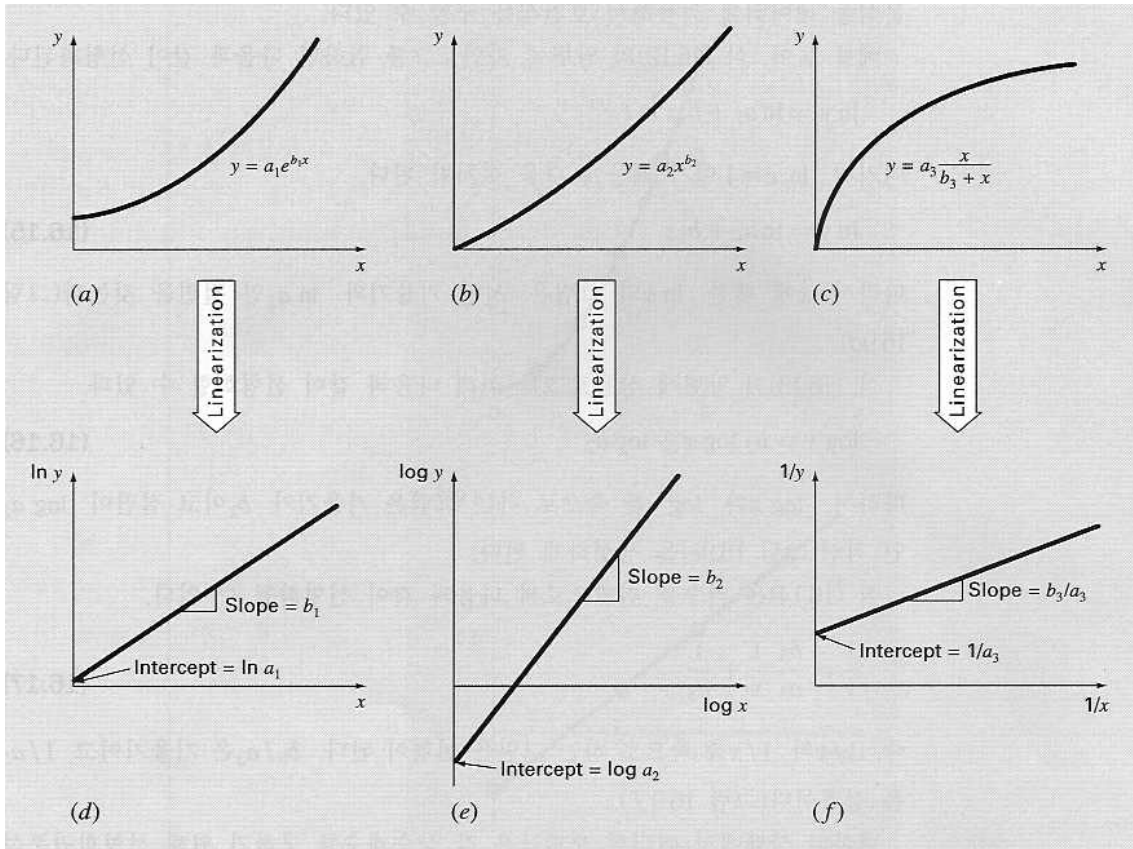 y
y = a₁e^{b₁x}
x
(a)
y
y = a₂x^{b₂}
x
(b)
y
y = a₃ x / (b₃ + x)
x
(c)
Linearization
Linearization
Linearization
ln y
Slope = b₁
Intercept = ln a₁
x
(d)
log y
Slope = b₂
log x
Intercept = log a₂
(e)
1/y
Slope = b₃/a₃
Intercept = 1/a₃
1/x
(f)